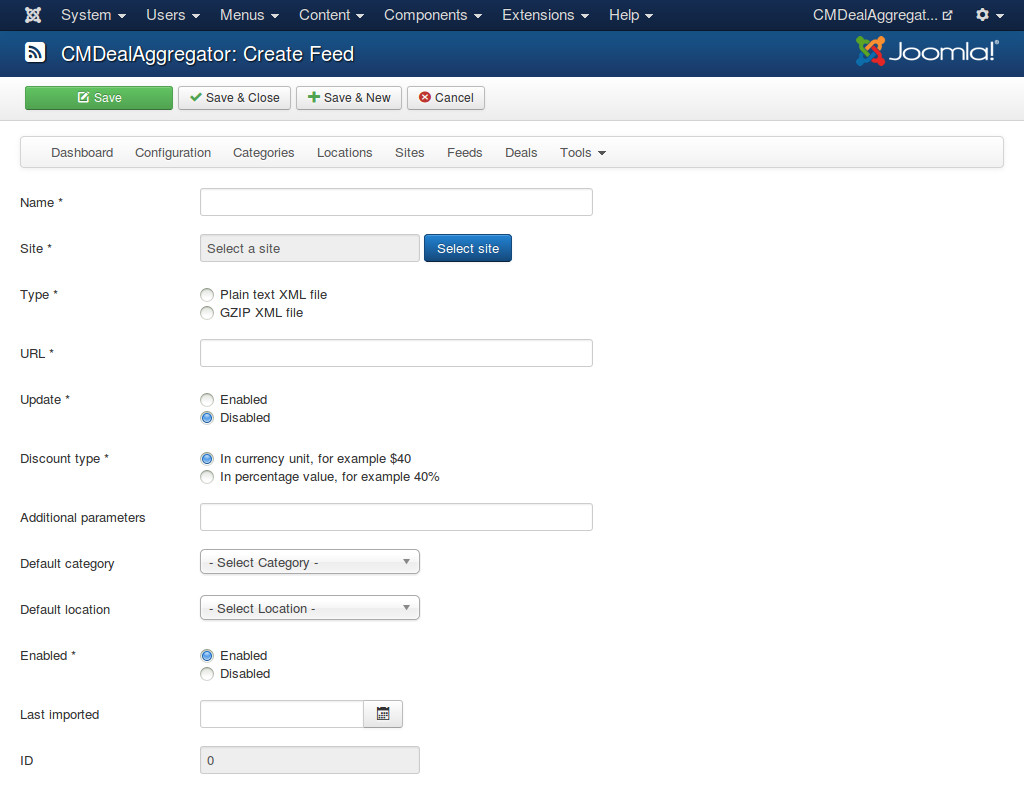 System Users Menus Content Components Extensions Help CMDealAggregat...
CMDealAggregator: Create Feed Joomla!®
Save Save & Close Save & New Cancel
Dashboard Configuration Categories Locations Sites Feeds Deals Tools
Name *
Site * Select a site Select site
Type * Plain text XML file
GZIP XML file
URL *
Update * Enabled
Disabled
Discount type * In currency unit, for example $40
In percentage value, for example 40%
Additional parameters
Default category - Select Category -
Default location - Select Location -
Enabled * Enabled
Disabled
Last imported
ID 0